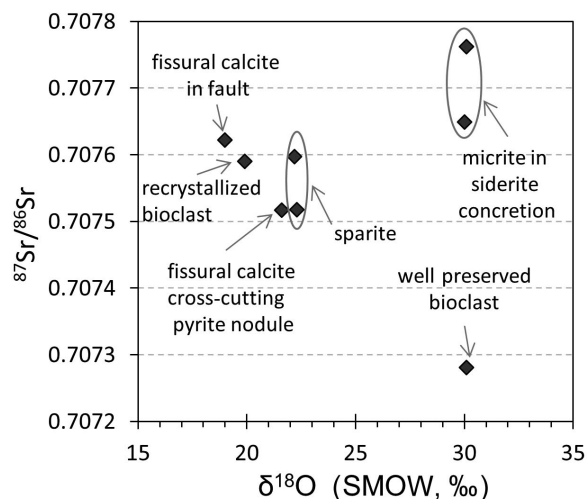 0.7078
0.7077
0.7076
0.7075
0.7074
0.7073
0.7072
⁸⁷Sr/⁸⁶Sr
fissural calcite
in fault
recrystallized
bioclast
fissural calcite
cross-cutting
pyrite nodule
sparite
micrite in
siderite
concretion
well preserved
bioclast
15
20
25
30
35
δ¹⁸O (SMOW, ‰)